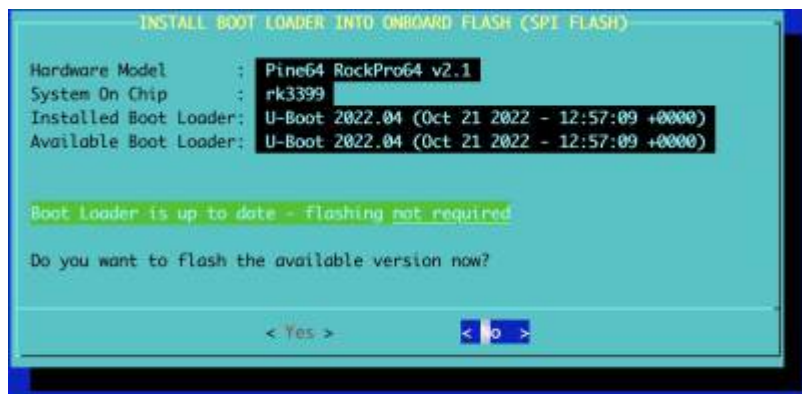 INSTALL BOOT LOADER INTO ONBOARD FLASH (SPI FLASH)
Hardware Model : Pine64 RockPro64 v2.1
System On Chip : rk3399
Installed Boot Loader: U-Boot 2022.04 (Oct 21 2022 - 12:57:09 +0000)
Available Boot Loader: U-Boot 2022.04 (Oct 21 2022 - 12:57:09 +0000)
Boot Loader is up to date - flashing not required
Do you want to flash the available version now?
< Yes > < No >